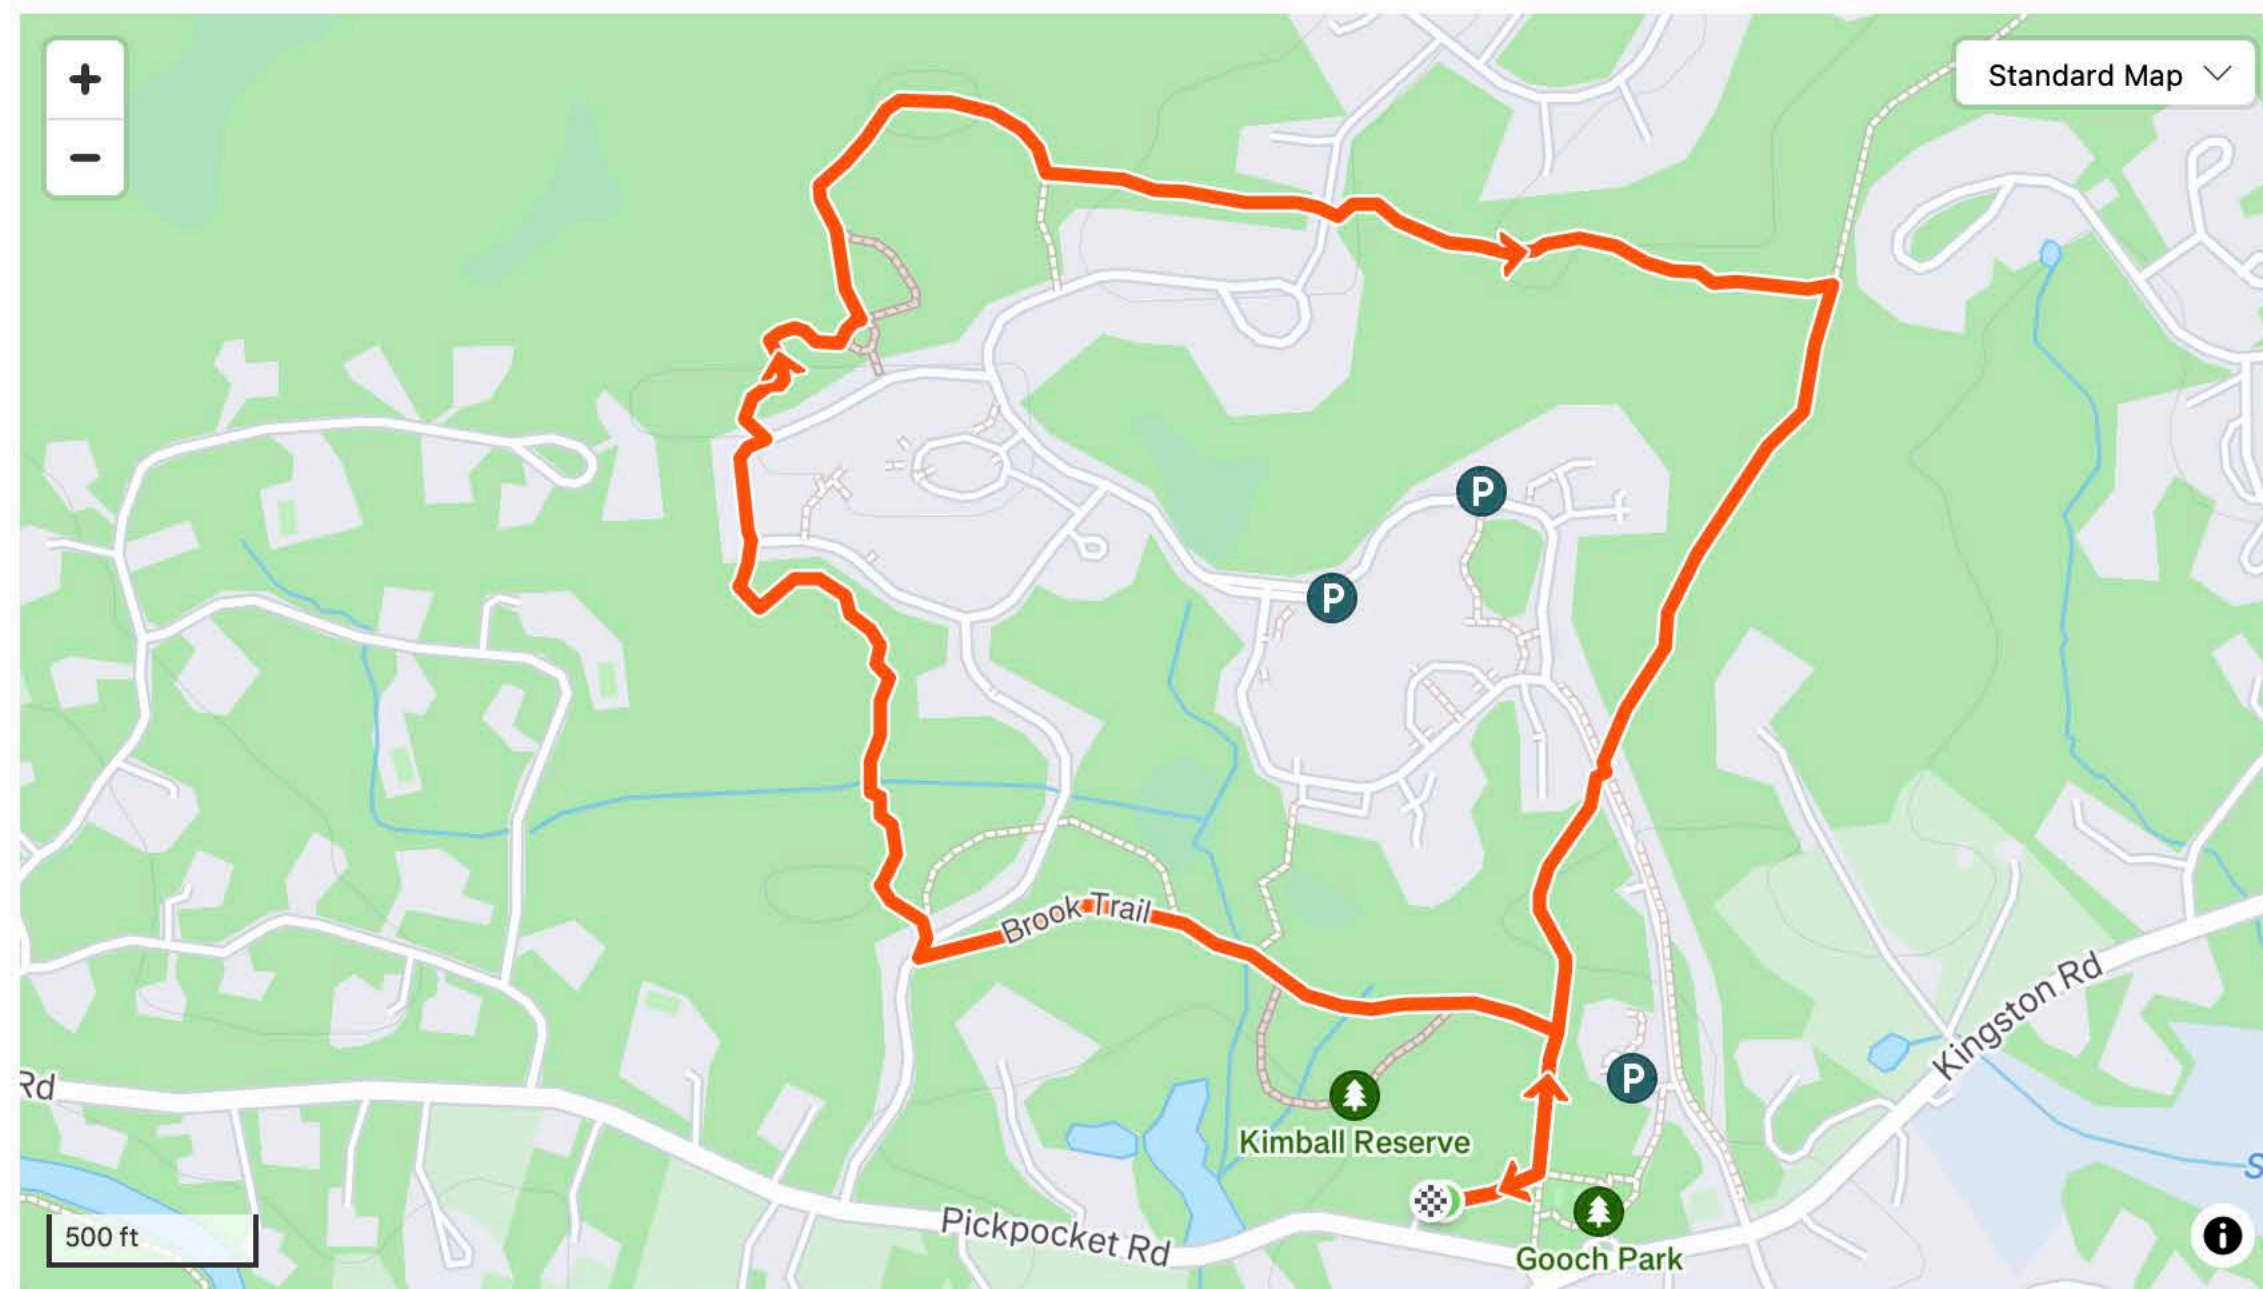 +
Standard Map
−
Brook Trail
Kingston Rd
P
P
P
Rd
Kimball Reserve
S
500 ft
Pickpocket Rd
Gooch Park
i